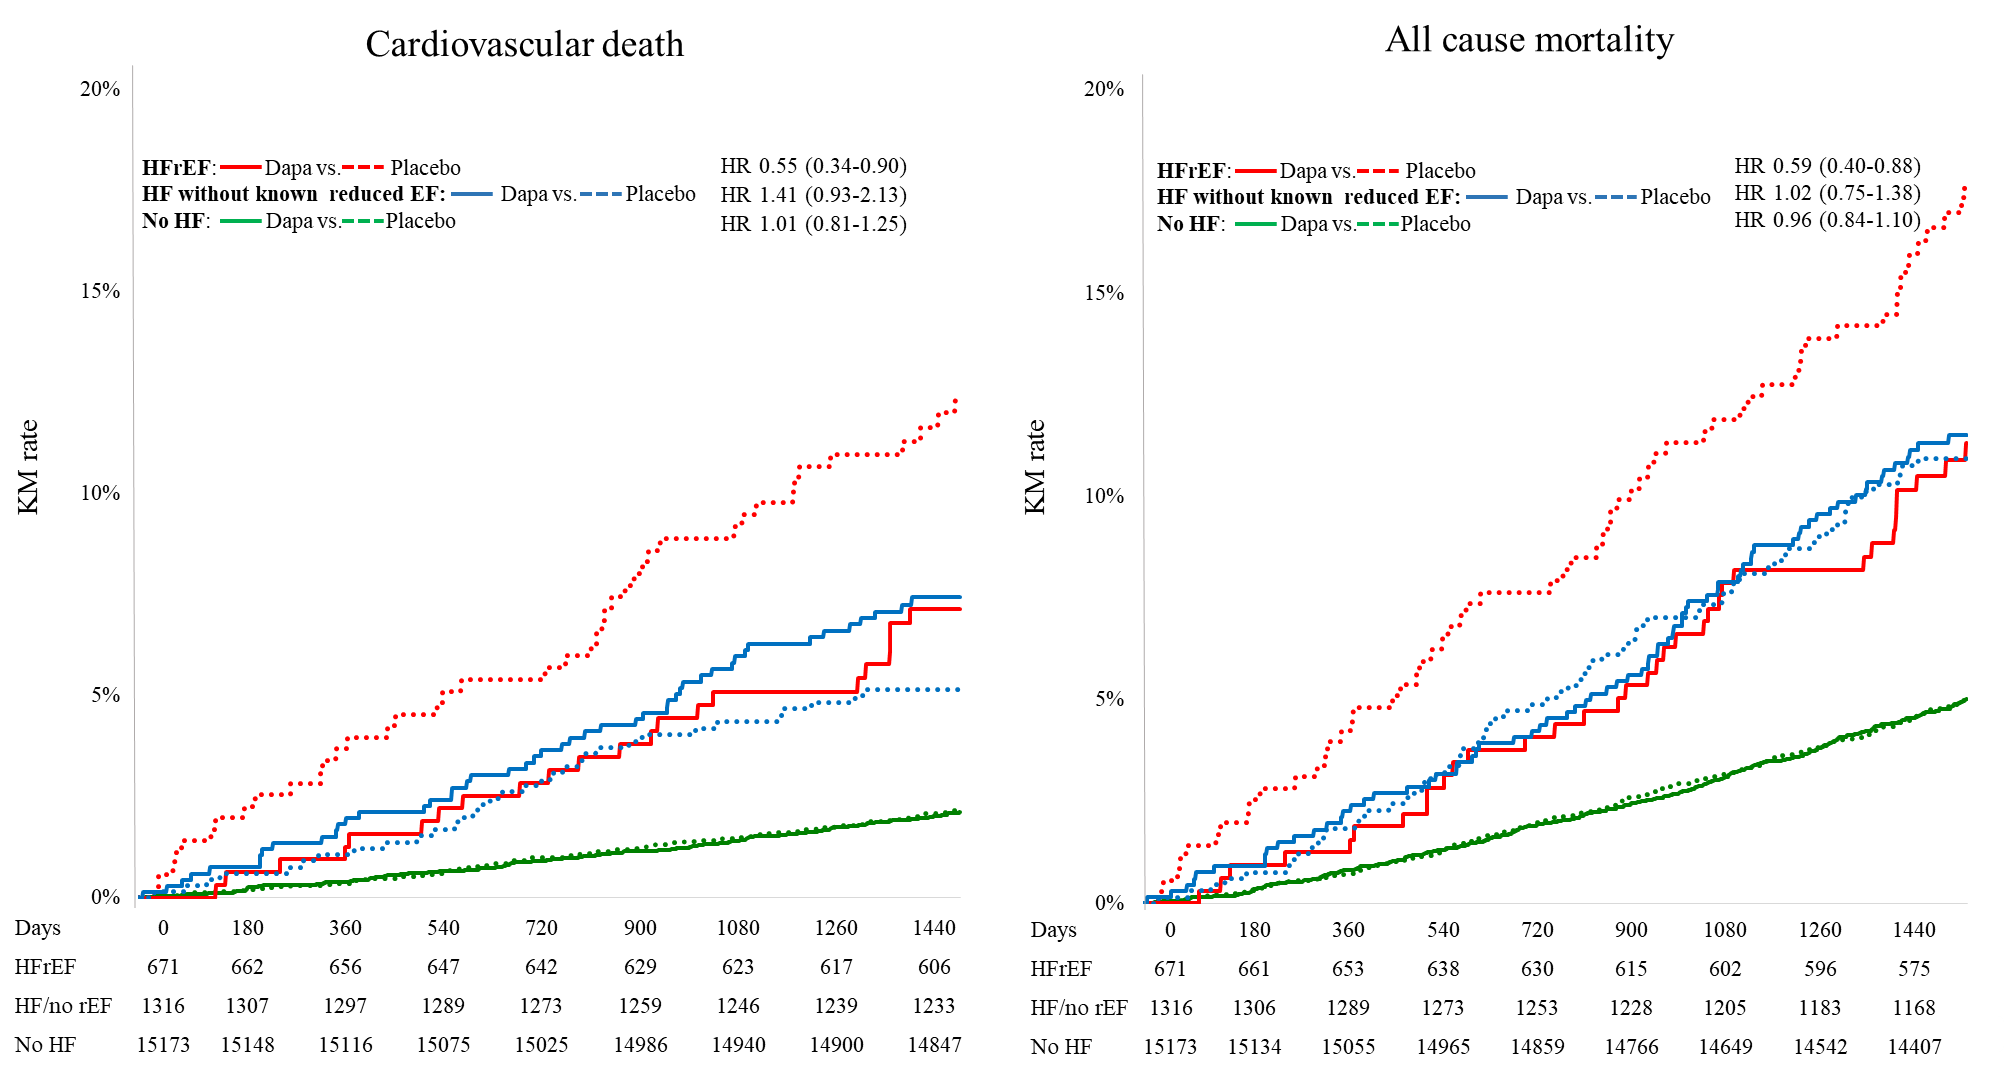 Cardiovascular death
20%
HFrEF: Dapa vs. Placebo HR 0.55 (0.34-0.90)
HF without known reduced EF: Dapa vs. Placebo HR 1.41 (0.93-2.13)
No HF: Dapa vs. Placebo HR 1.01 (0.81-1.25)
15%
KM rate
10%
5%
0%
Days 0 180 360 540 720 900 1080 1260 1440
HFrEF 671 662 656 647 642 629 623 617 606
HF/no rEF 1316 1307 1297 1289 1273 1259 1246 1239 1233
No HF 15173 15148 15116 15075 15025 14986 14940 14900 14847
All cause mortality
20%
HFrEF: Dapa vs. Placebo HR 0.59 (0.40-0.88)
HF without known reduced EF: Dapa vs. Placebo HR 1.02 (0.75-1.38)
No HF: Dapa vs. Placebo HR 0.96 (0.84-1.10)
15%
KM rate
10%
5%
0%
Days 0 180 360 540 720 900 1080 1260 1440
HFrEF 671 661 653 638 630 615 602 596 575
HF/no rEF 1316 1306 1289 1273 1253 1228 1205 1183 1168
No HF 15173 15134 15055 14965 14859 14766 14649 14542 14407